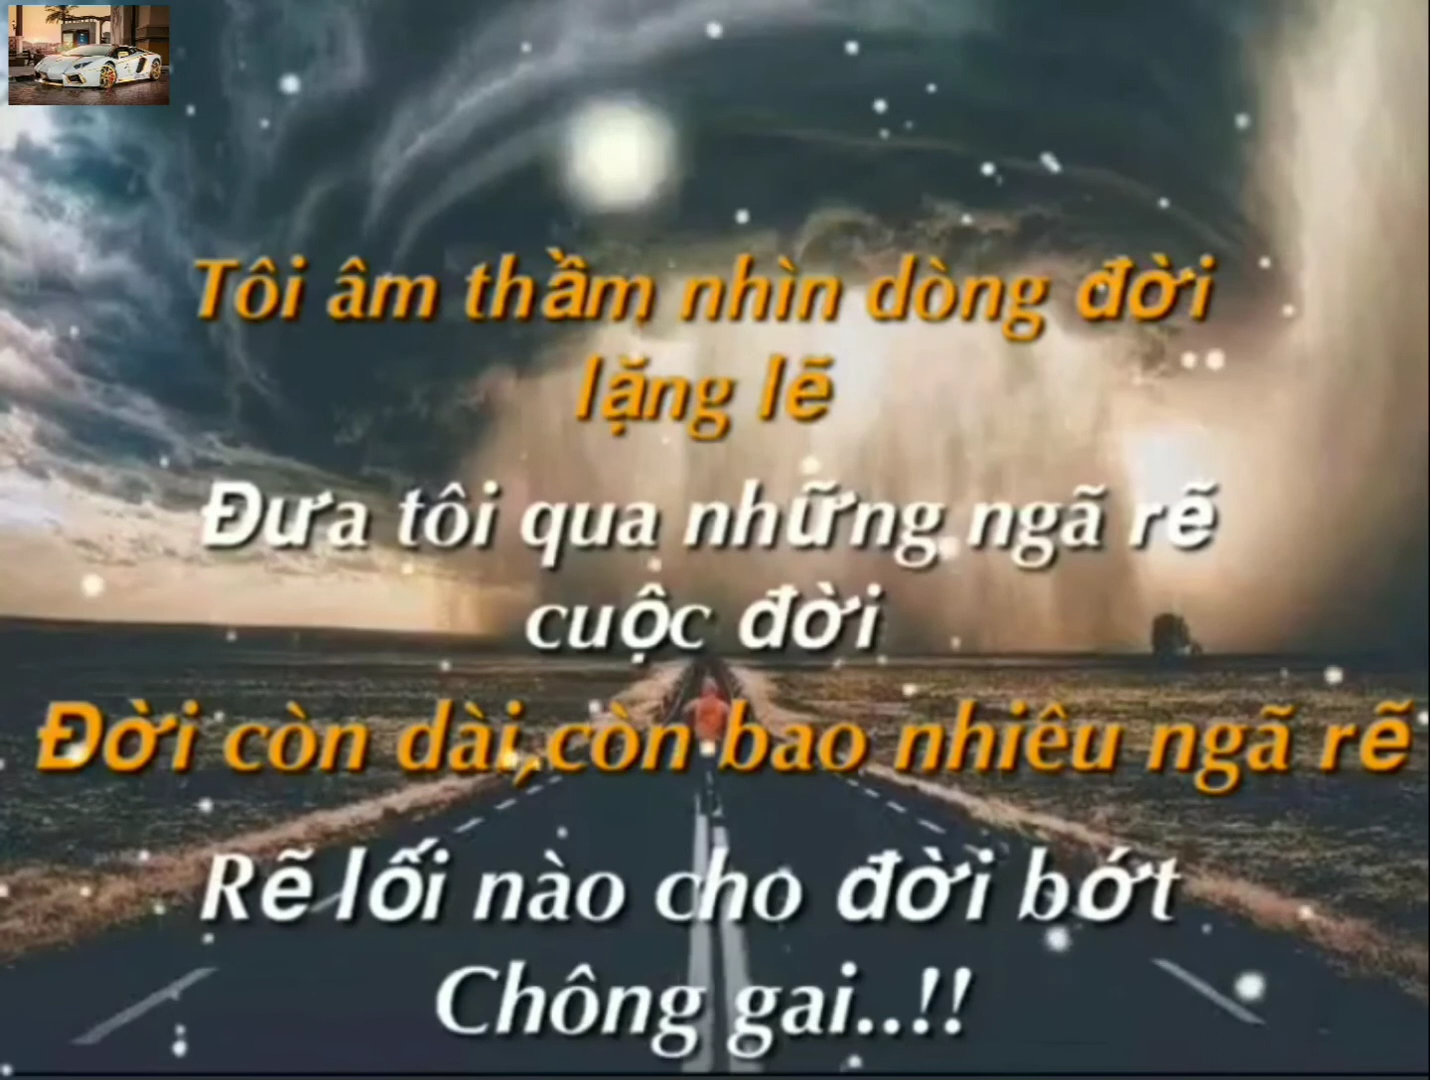 Tôi âm thầm nhìn dòng đời
lặng lẽ
Đưa tôi qua những ngã rẽ
cuộc đời
Đời còn dài,còn bao nhiêu ngã rẽ
Rẽ lối nào cho đời bớt
Chông gai..!!